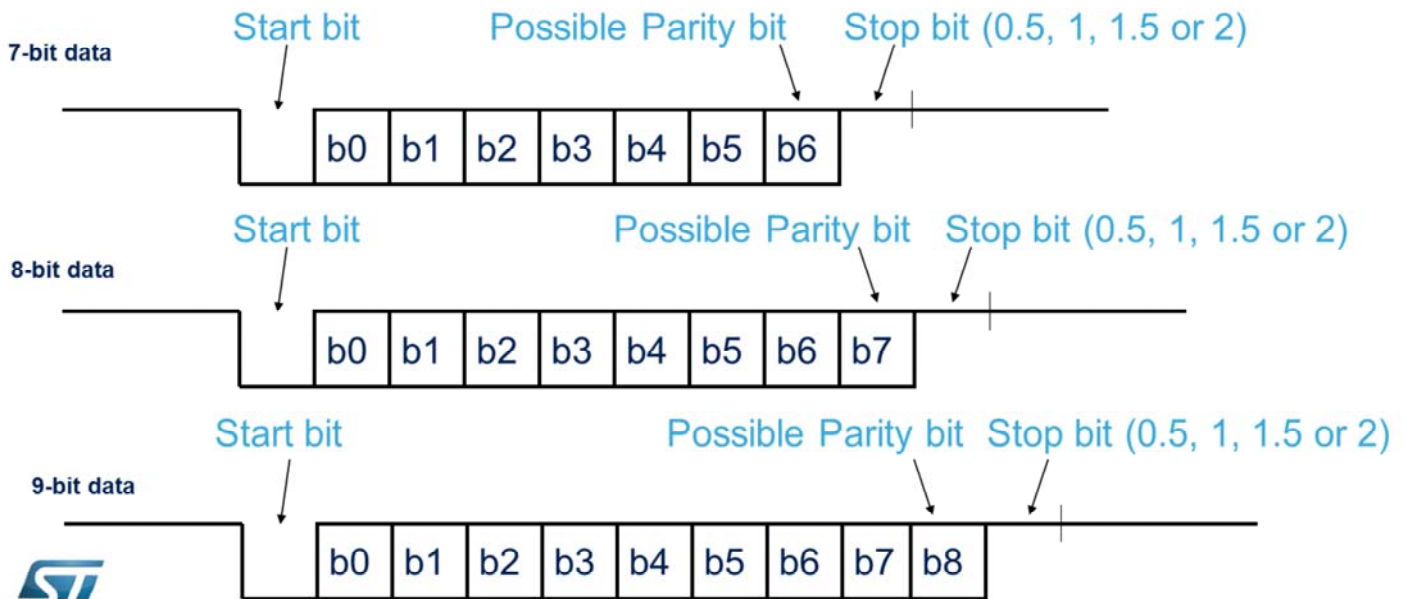 Start bit Possible Parity bit Stop bit (0.5, 1, 1.5 or 2)
7-bit data
b0 b1 b2 b3 b4 b5 b6
Start bit Possible Parity bit Stop bit (0.5, 1, 1.5 or 2)
8-bit data
b0 b1 b2 b3 b4 b5 b6 b7
Start bit Possible Parity bit Stop bit (0.5, 1, 1.5 or 2)
9-bit data
b0 b1 b2 b3 b4 b5 b6 b7 b8
ST